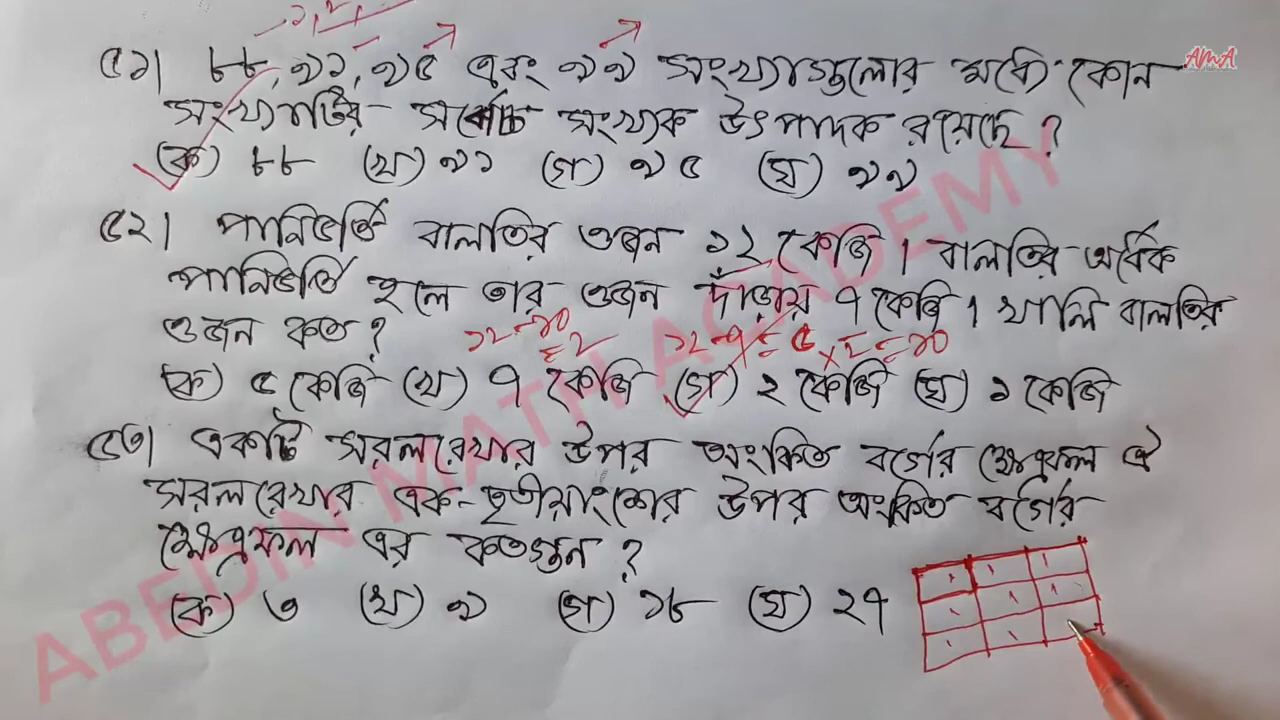 AMA
৫১। ৮৮, ৯১, ৯৫ এবং ৯৯ সংখ্যাগুলোর মধ্যে কোন
সংখ্যাটির সর্বোচ্চ সংখ্যক উৎপাদক রয়েছে ?
(ক) ৮৮ (খ) ৯১ (গ) ৯৫ (ঘ) ৯৯
৫২। পানিভর্তি বালতির ওজন ১২ কেজি। বালতির অর্ধেক
পানিভর্তি হলে তার ওজন দাঁড়ায় ৭ কেজি। খালি বালতির
ওজন কত ?
১২-১০ = ২
১২-৭ = ৫ × ২ = ১০
(ক) ৫ কেজি (খ) ৭ কেজি (গ) ২ কেজি (ঘ) ১ কেজি
৫৩। একটি সরলরেখার উপর অংকিত বর্গের ক্ষেত্রফল ঐ
সরলরেখার এক-তৃতীয়াংশের উপর অংকিত বর্গের
ক্ষেত্রফল এর কতগুন ?
(ক) ৩ (খ) ৯ (গ) ১৮ (ঘ) ২৭
ABEDIN MATH ACADEMY